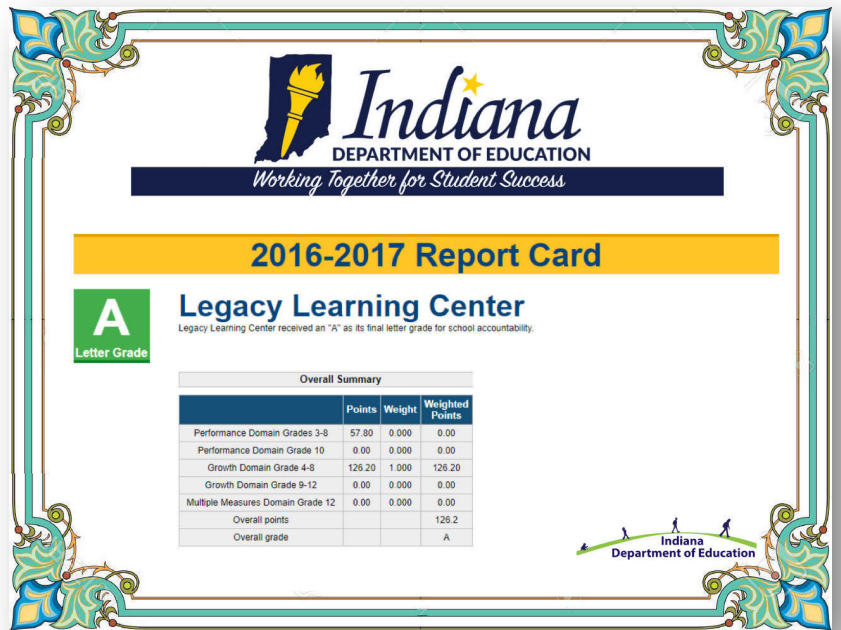 Indiana
DEPARTMENT OF EDUCATION
Working Together for Student Success
2016-2017 Report Card
A
Letter Grade
Legacy Learning Center
Legacy Learning Center received an "A" as its final letter grade for school accountability.
Overall Summary
Points Weight Weighted Points
Performance Domain Grades 3-8 57.80 0.000 0.00
Performance Domain Grade 10 0.00 0.000 0.00
Growth Domain Grade 4-8 126.20 1.000 126.20
Growth Domain Grade 9-12 0.00 0.000 0.00
Multiple Measures Domain Grade 12 0.00 0.000 0.00
Overall points 126.2
Overall grade A
Indiana
Department of Education